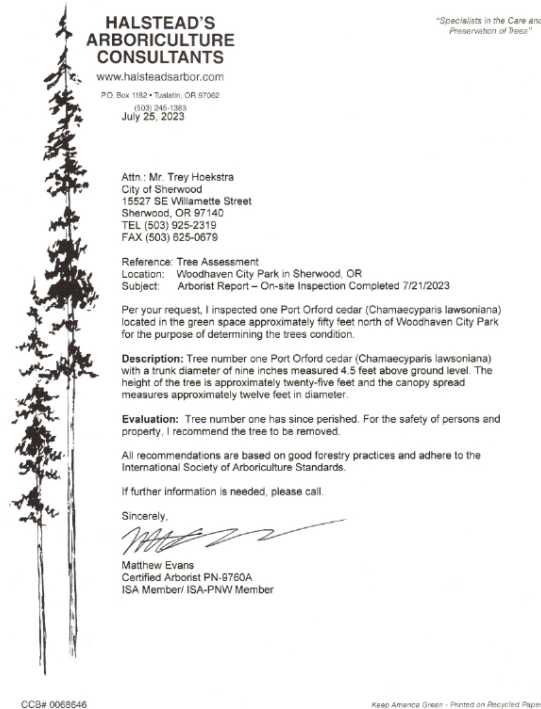 HALSTEAD'S
ARBORICULTURE
CONSULTANTS
"Specialists in the Care and
Preservation of Trees"
www.halsteadsarbor.com
P.O. Box 1182 • Tualatin, OR 97062
(503) 245-1383
July 25, 2023
Attn.: Mr. Trey Hoekstra
City of Sherwood
15527 SE Willamette Street
Sherwood, OR 97140
TEL (503) 925-2319
FAX (503) 625-0679
Reference: Tree Assessment
Location: Woodhaven City Park in Sherwood, OR
Subject: Arborist Report – On-site Inspection Completed 7/21/2023
Per your request, I inspected one Port Orford cedar (Chamaecyparis lawsoniana)
located in the green space approximately fifty feet north of Woodhaven City Park
for the purpose of determining the trees condition.
Description: Tree number one Port Orford cedar (Chamaecyparis lawsoniana)
with a trunk diameter of nine inches measured 4.5 feet above ground level. The
height of the tree is approximately twenty-five feet and the canopy spread
measures approximately twelve feet in diameter.
Evaluation: Tree number one has since perished. For the safety of persons and
property, I recommend the tree to be removed.
All recommendations are based on good forestry practices and adhere to the
International Society of Arboriculture Standards.
If further information is needed, please call.
Sincerely,
Matthew Evans
Certified Arborist PN-9760A
ISA Member/ ISA-PNW Member
CCB# 0068646
Keep America Green - Printed on Recycled Paper